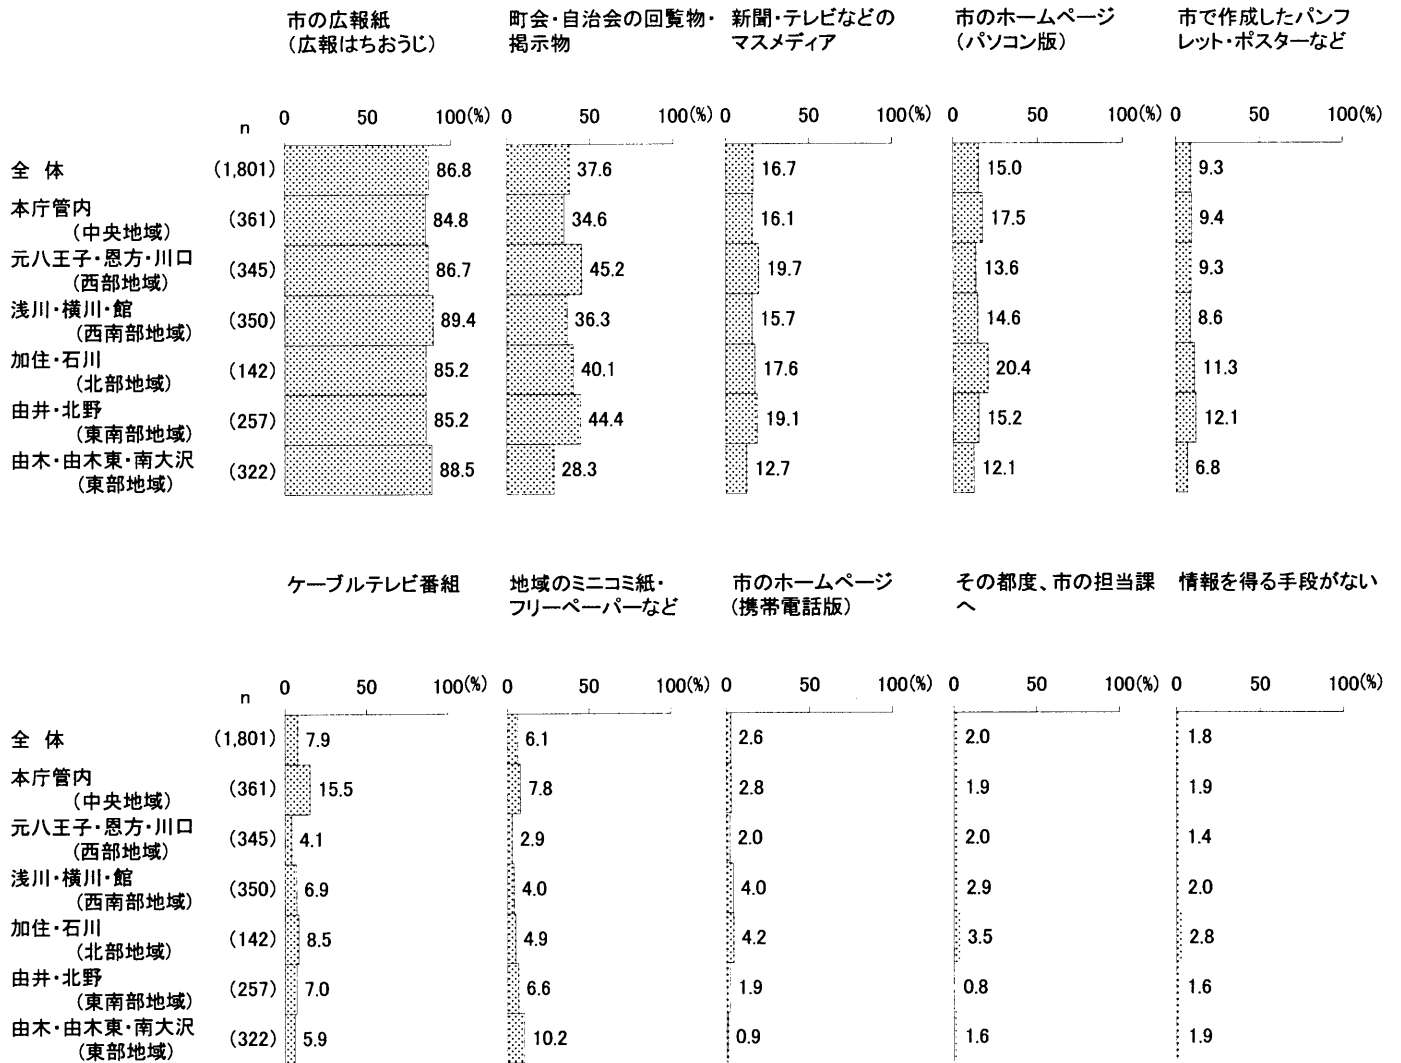 市の広報紙 町会・自治会の回覧物・ 新聞・テレビなどの 市のホームページ 市で作成したパンフ
（広報はちおうじ） 掲示物 マスメディア （パソコン版） レット・ポスターなど
n 0 50 100(%) 0 50 100(%) 0 50 100(%) 0 50 100(%) 0 50 100(%)
全 体 (1,801) 86.8 37.6 16.7 15.0 9.3
本庁管内
（中央地域） (361) 84.8 34.6 16.1 17.5 9.4
元八王子・恩方・川口
（西部地域） (345) 86.7 45.2 19.7 13.6 9.3
浅川・横川・館
（西南部地域） (350) 89.4 36.3 15.7 14.6 8.6
加住・石川
（北部地域） (142) 85.2 40.1 17.6 20.4 11.3
由井・北野
（東南部地域） (257) 85.2 44.4 19.1 15.2 12.1
由木・由木東・南大沢
（東部地域） (322) 88.5 28.3 12.7 12.1 6.8
ケーブルテレビ番組 地域のミニコミ紙・ 市のホームページ その都度、市の担当課 情報を得る手段がない
フリーペーパーなど （携帯電話版） へ
n 0 50 100(%) 0 50 100(%) 0 50 100(%) 0 50 100(%) 0 50 100(%)
全 体 (1,801) 7.9 6.1 2.6 2.0 1.8
本庁管内
（中央地域） (361) 15.5 7.8 2.8 1.9 1.9
元八王子・恩方・川口
（西部地域） (345) 4.1 2.9 2.0 2.0 1.4
浅川・横川・館
（西南部地域） (350) 6.9 4.0 4.0 2.9 2.0
加住・石川
（北部地域） (142) 8.5 4.9 4.2 3.5 2.8
由井・北野
（東南部地域） (257) 7.0 6.6 1.9 0.8 1.6
由木・由木東・南大沢
（東部地域） (322) 5.9 10.2 0.9 1.6 1.9